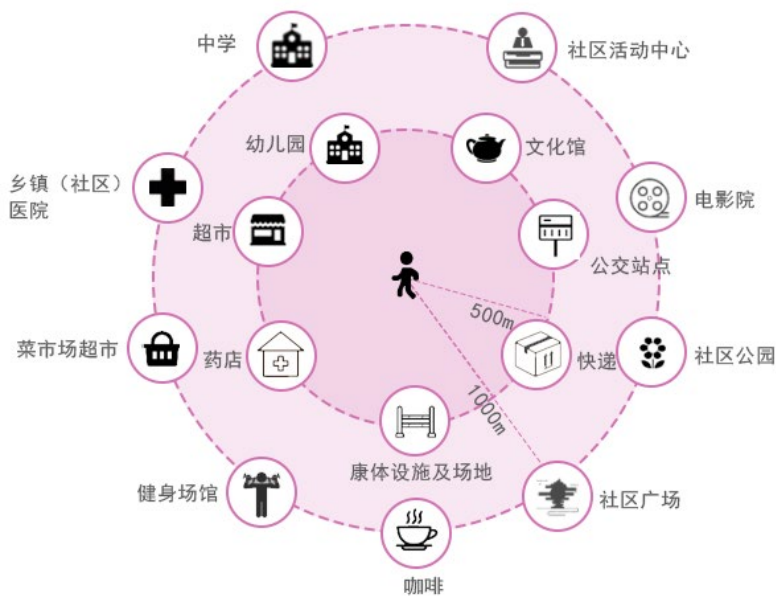 中学
社区活动中心
幼儿园
文化馆
乡镇（社区）
医院
电影院
超市
公交站点
500m
菜市场超市
药店
快递
社区公园
1000m
康体设施及场地
健身场馆
社区广场
咖啡